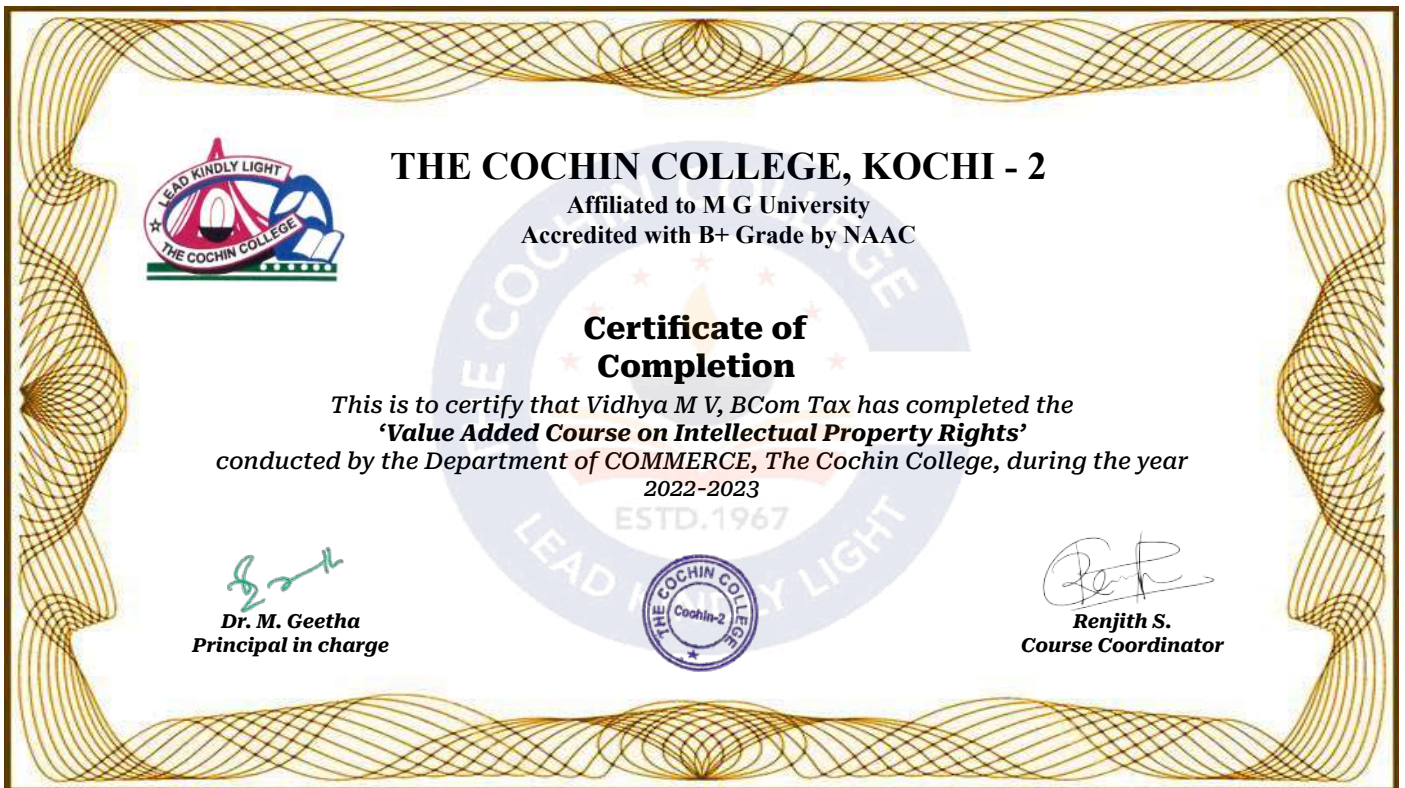 LEAD KINDLY LIGHT
THE COCHIN COLLEGE
THE COCHIN COLLEGE, KOCHI - 2
Affiliated to M G University
Accredited with B+ Grade by NAAC
THE COCHIN COLLEGE
Certificate of
Completion
This is to certify that Vidhya M V, BCom Tax has completed the
‘Value Added Course on Intellectual Property Rights’
conducted by the Department of COMMERCE, The Cochin College, during the year
2022-2023
ESTD.1967
LEAD KINDLY LIGHT
THE COCHIN COLLEGE
Cochin-2
Dr. M. Geetha
Principal in charge
Renjith S.
Course Coordinator